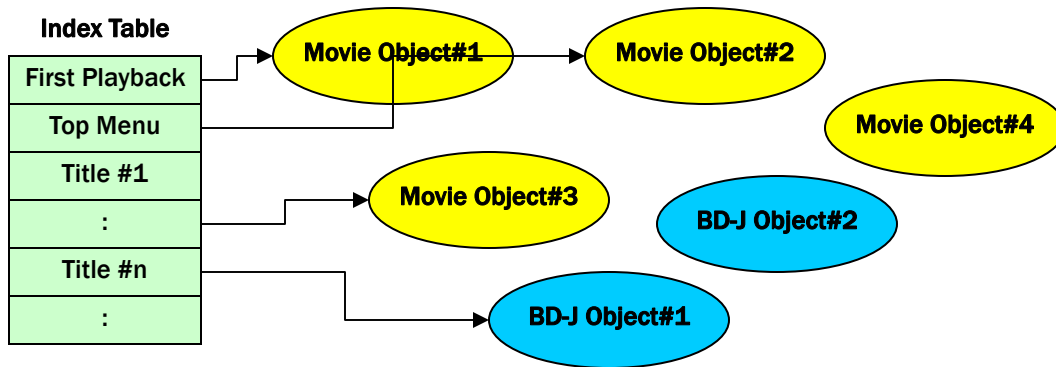 Index Table
First Playback
Top Menu
Title #1
:
Title #n
:
Movie Object#1
Movie Object#2
Movie Object#4
Movie Object#3
BD-J Object#2
BD-J Object#1